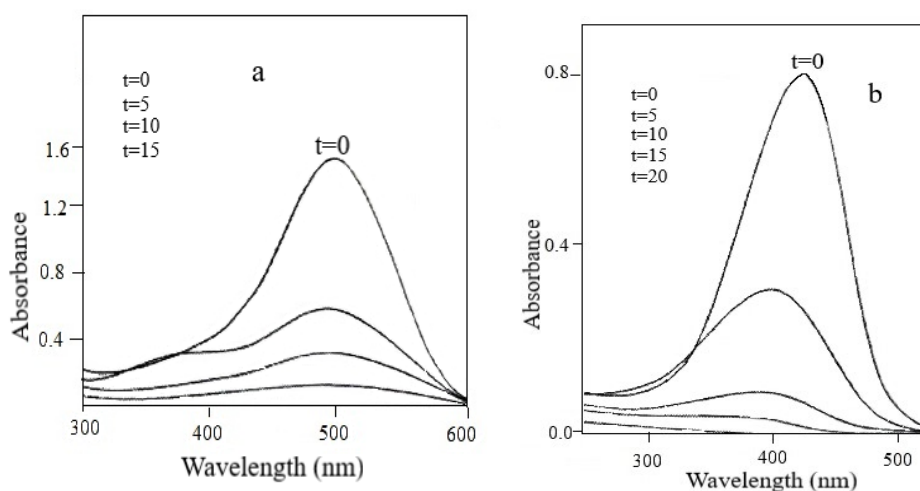 a
t=0
t=5
t=10
t=15
t=0
1.6
1.2
0.8
0.4
Absorbance
300 400 500 600
Wavelength (nm)
b
t=0
t=0
t=5
t=10
t=15
t=20
0.8
0.4
0.0
Absorbauce
300 400 500
Wavelength (nm)